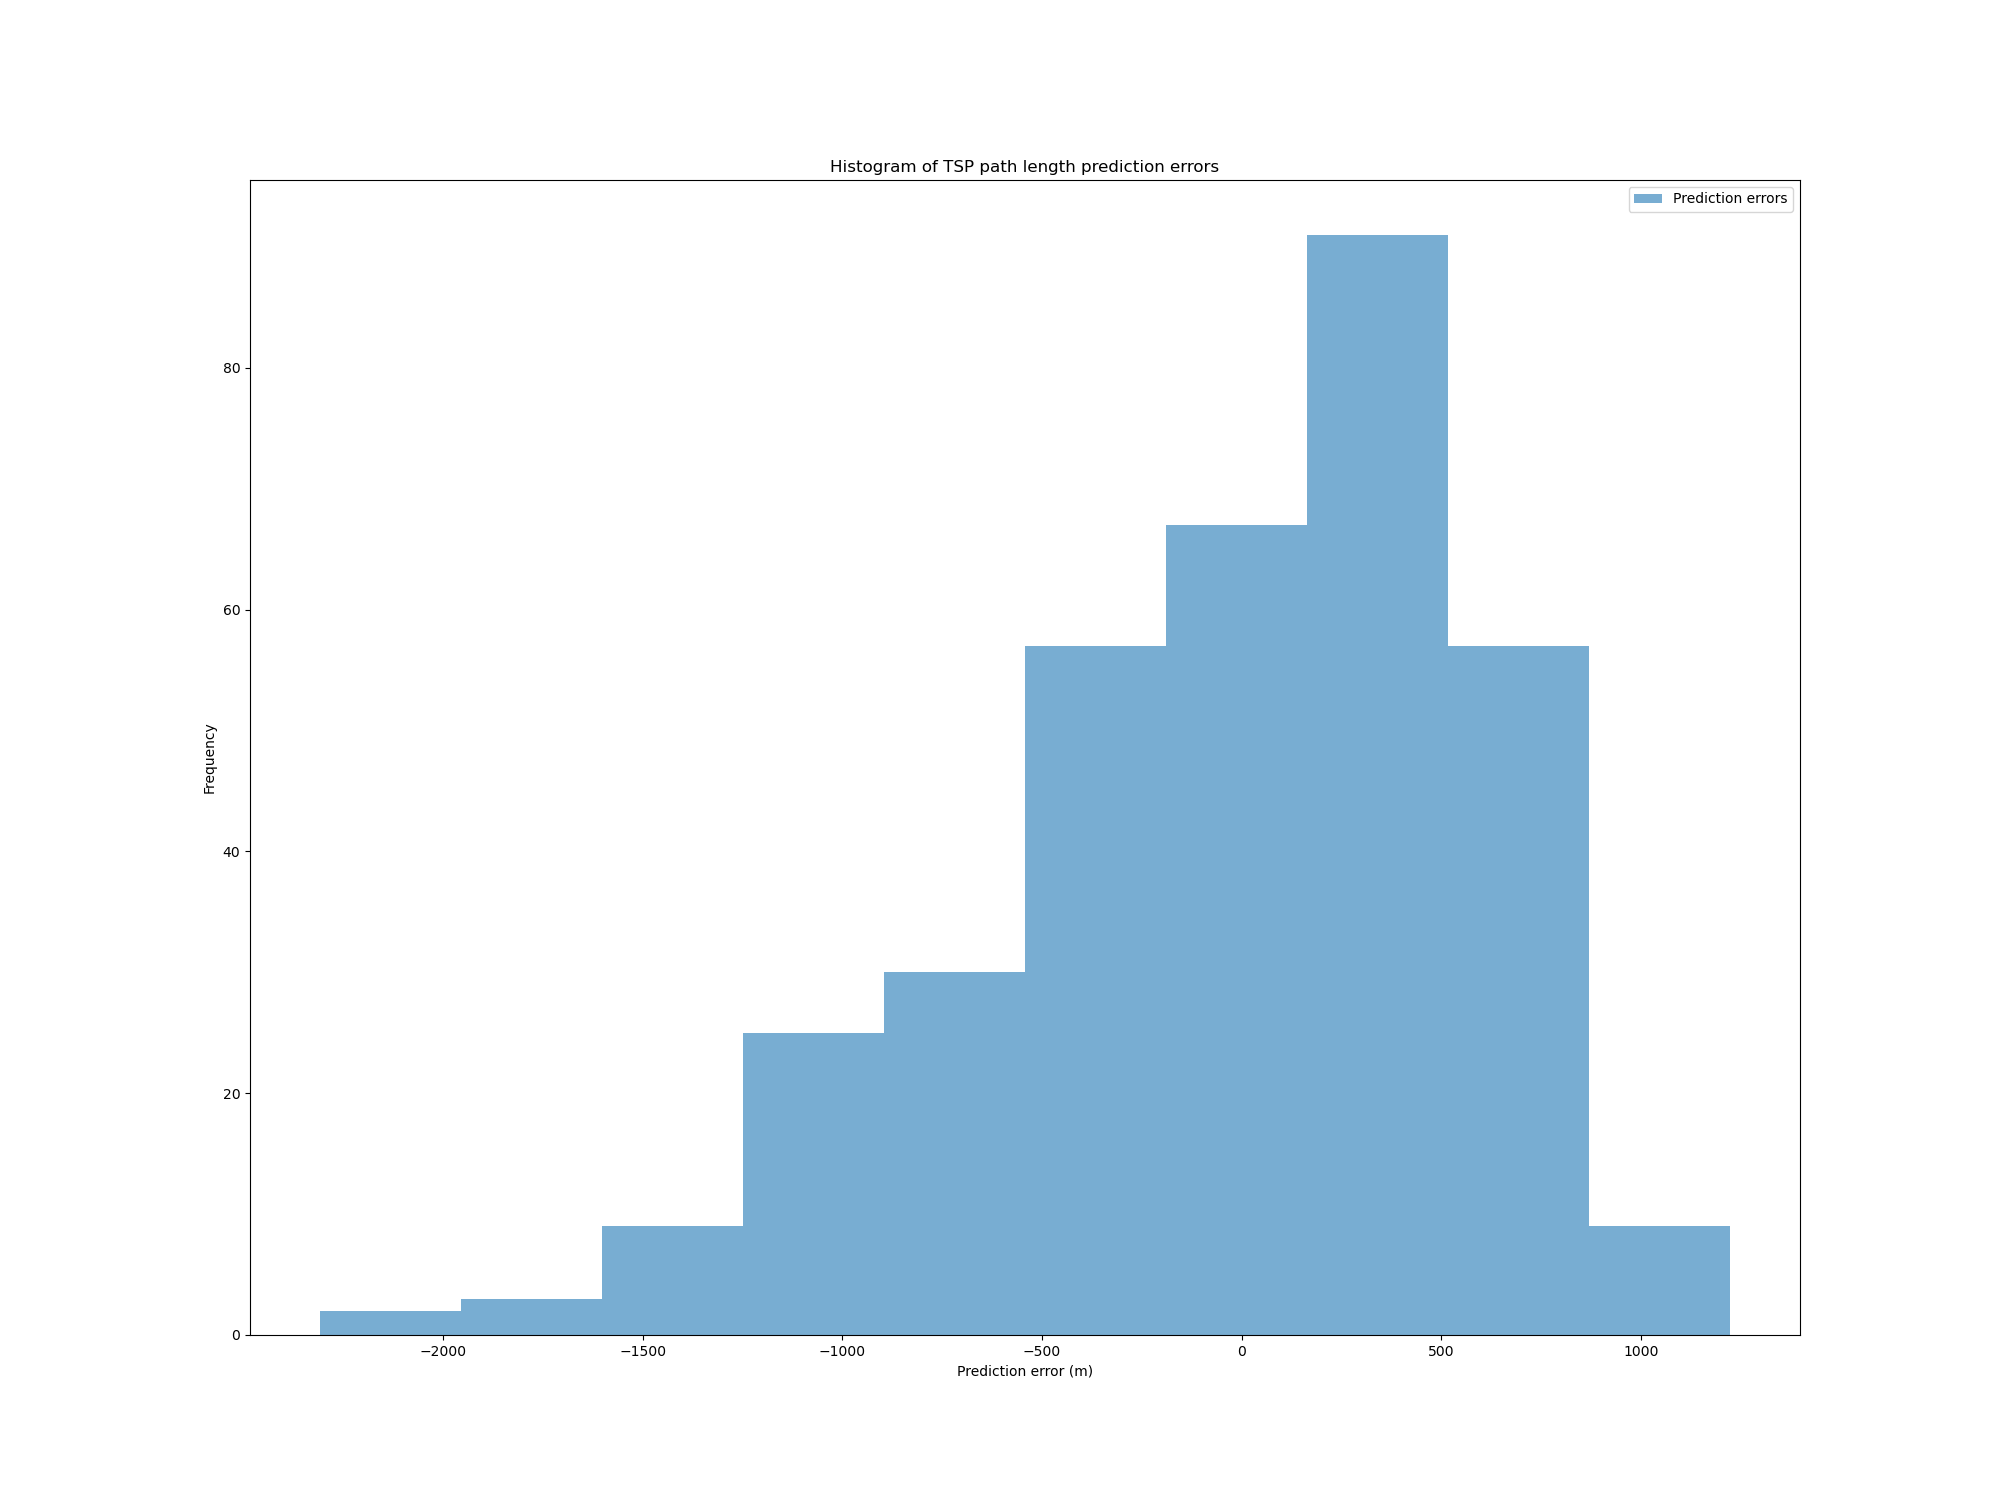 Histogram of TSP path length prediction errors
Prediction errors
80
60
40
20
0
Frequency
−2000 −1500 −1000 −500 0 500 1000
Prediction error (m)